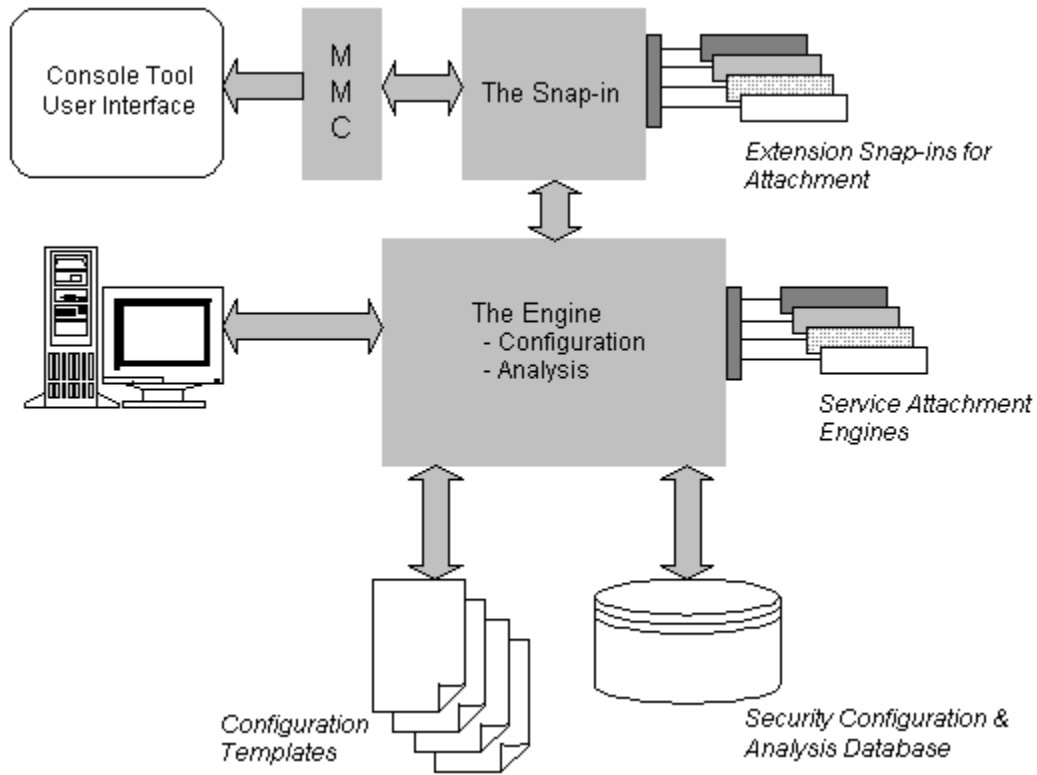 Console Tool
User Interface
M
M
C
The Snap-in
Extension Snap-ins for
Attachment
The Engine
- Configuration
- Analysis
Service Attachment
Engines
Configuration
Templates
Security Configuration &
Analysis Database